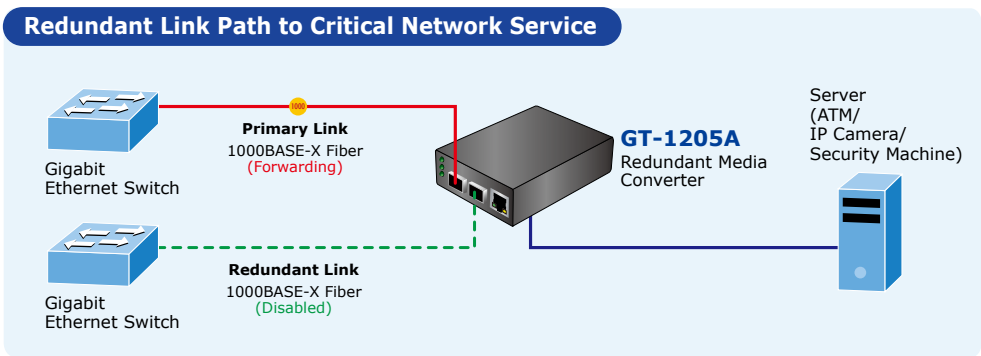 Redundant Link Path to Critical Network Service
1000
Primary Link
1000BASE-X Fiber
(Forwarding)
Gigabit
Ethernet Switch
GT-1205A
Redundant Media
Converter
Server
(ATM/
IP Camera/
Security Machine)
Redundant Link
1000BASE-X Fiber
(Disabled)
Gigabit
Ethernet Switch